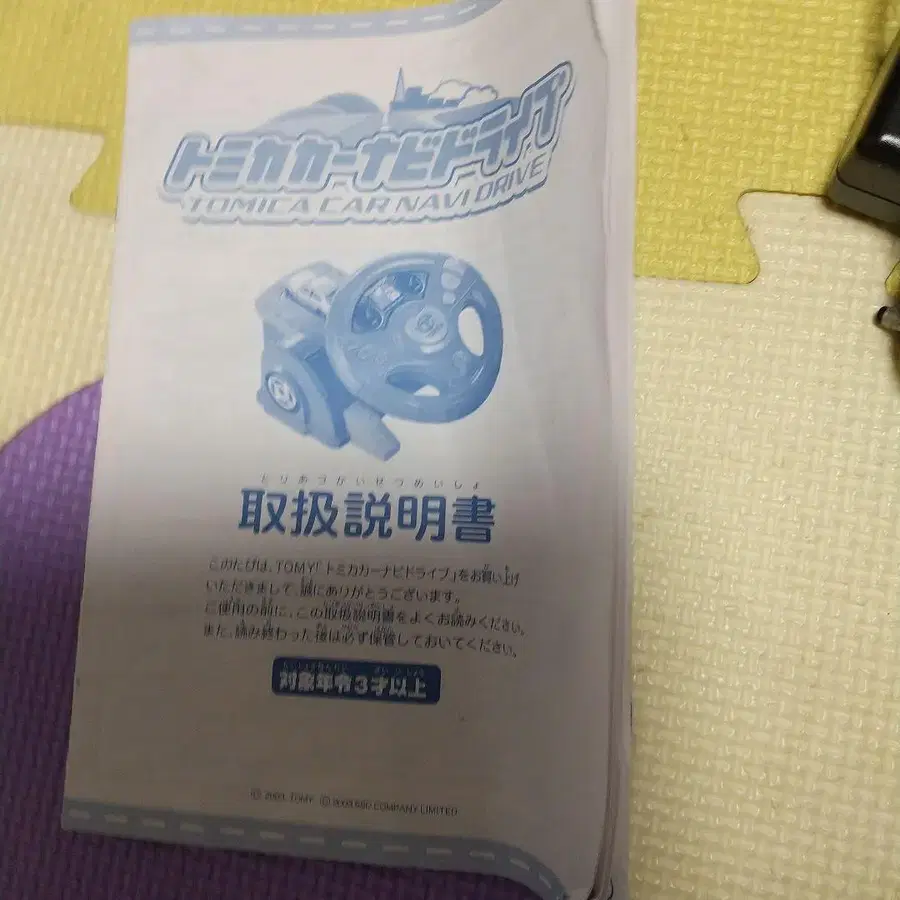 トミカカーナビドライブ
TOMICA CAR NAVI DRIVE
とりあつかいせつめいしょ
取扱説明書
このたびは、TOMY「トミカカーナビドライブ」をお買い上げ
いただきまして、誠にありがとうございます。
ご使用の前に、この取扱説明書をよくお読みください。
また、読み終わった後は必ず保管しておいてください。
対象年令3才以上
© 2003 TOMY © COMPANY LIMITED